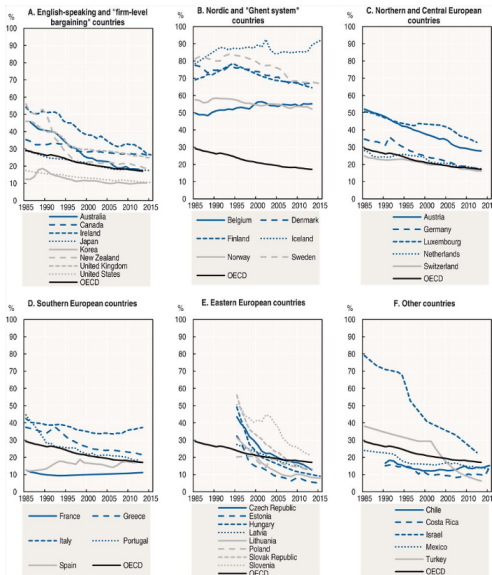 A. English-speaking and "firm-level
bargaining" countries
%
100
90
80
70
60
50
40
30
20
10
0
1985 1990 1995 2000 2005 2010 2015
Australia
Canada
Ireland
Japan
Korea
New Zealand
United Kingdom
United States
OECD
B. Nordic and "Ghent system"
countries
%
100
90
80
70
60
50
40
30
20
10
0
1985 1990 1995 2000 2005 2010 2015
Belgium Denmark
Finland Iceland
Norway Sweden
OECD
C. Northern and Central European
countries
%
100
90
80
70
60
50
40
30
20
10
0
1985 1990 1995 2000 2005 2010 2015
Austria
Germany
Luxembourg
Netherlands
Switzerland
OECD
D. Southern European countries
%
100
90
80
70
60
50
40
30
20
10
0
1985 1990 1995 2000 2005 2010 2015
France Greece
Italy Portugal
Spain OECD
E. Eastern European countries
%
100
90
80
70
60
50
40
30
20
10
0
1985 1990 1995 2000 2005 2010 2015
Czech Republic
Estonia
Hungary
Latvia
Lithuania
Poland
Slovak Republic
Slovenia
OECD
F. Other countries
%
100
90
80
70
60
50
40
30
20
10
0
1985 1990 1995 2000 2005 2010 2015
Chile
Costa Rica
Israel
Mexico
Turkey
OECD